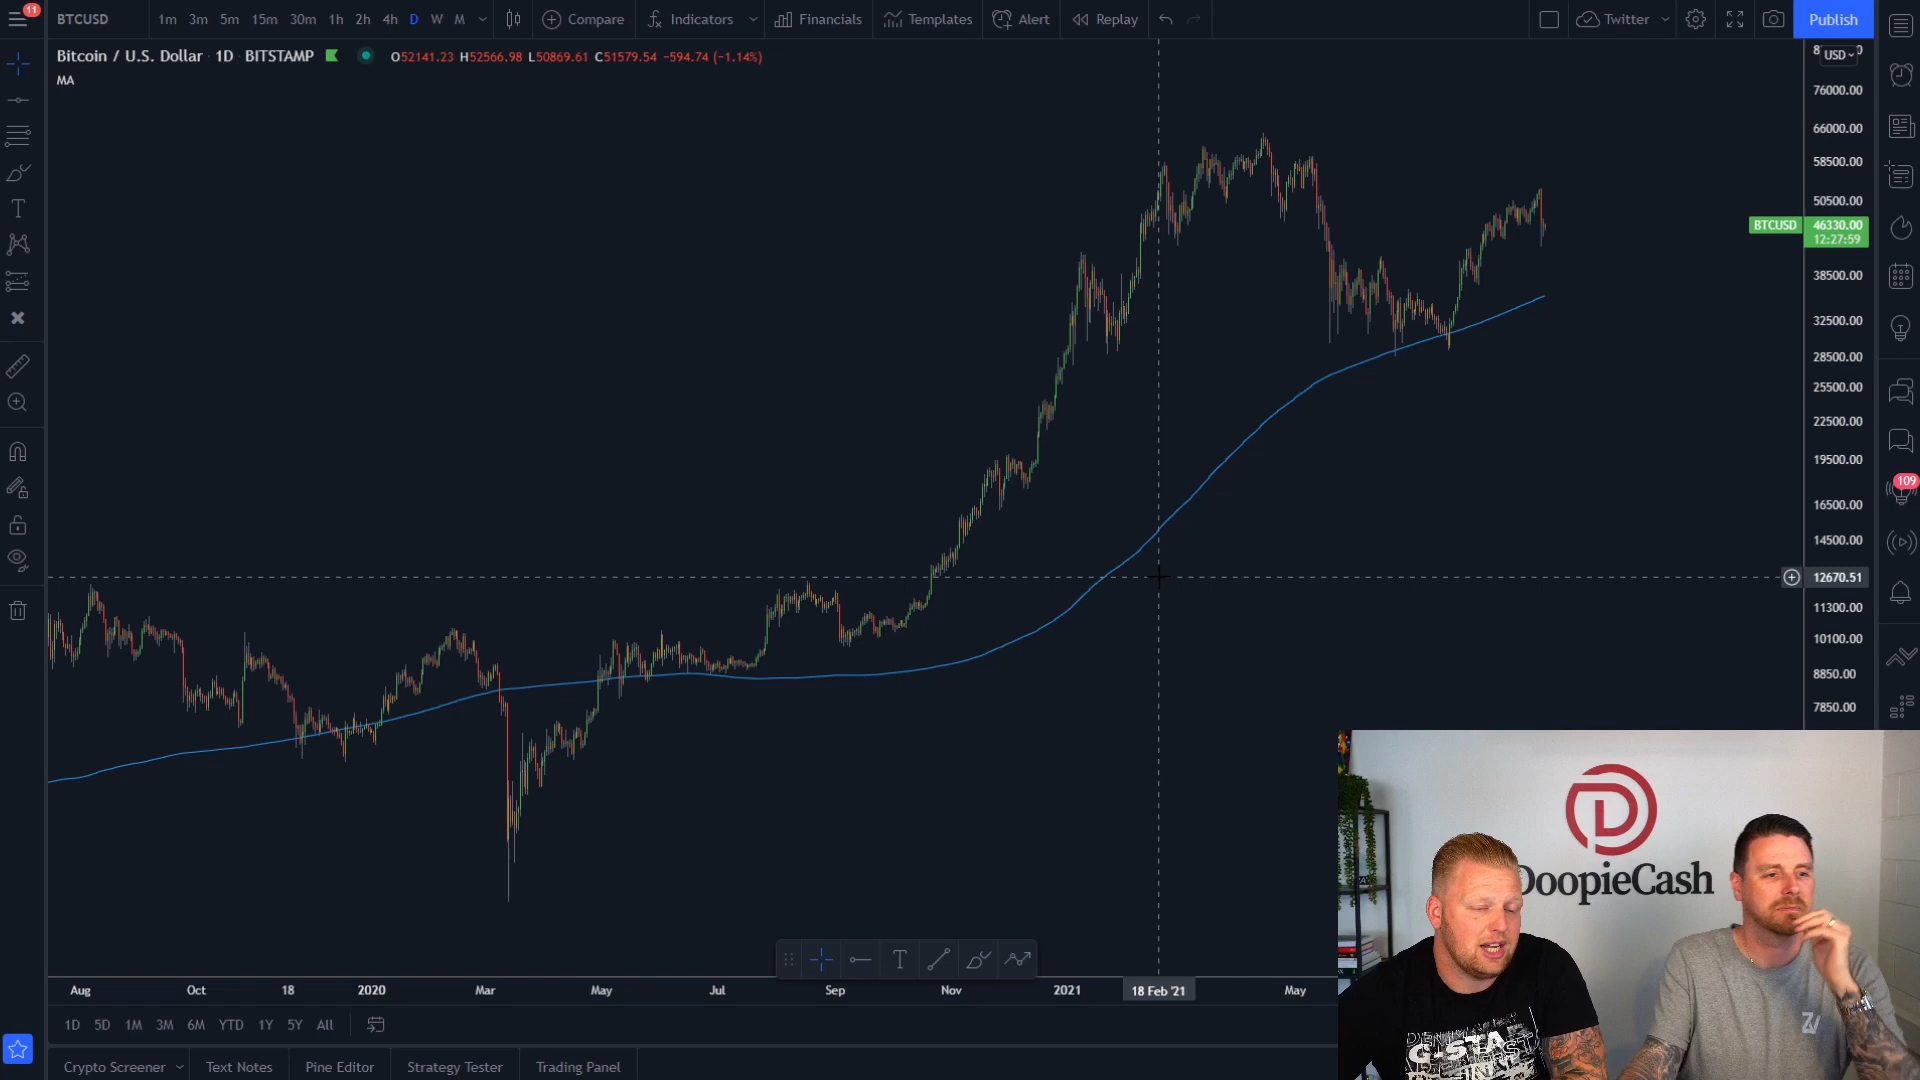 11
BTCUSD 1m 3m 5m 15m 30m 1h 2h 4h D W M Compare Indicators Financials Templates Alert Replay Twitter Publish
Bitcoin / U.S. Dollar · 1D · BITSTAMP O52141.23 H52566.98 L50869.61 C51579.54 −594.74 (−1.14%)
USD
MA
76000.00
66000.00
58500.00
50500.00
BTCUSD 46330.00
12:27:59
38500.00
32500.00
28500.00
25500.00
22500.00
19500.00
109
16500.00
14500.00
12670.51
11300.00
10100.00
8850.00
7850.00
DoopieCash
Aug Oct 18 2020 Mar May Jul Sep Nov 2021 18 Feb '21 May
1D 5D 1M 3M 6M YTD 1Y 5Y All
G-STA
Crypto Screener Text Notes Pine Editor Strategy Tester Trading Panel